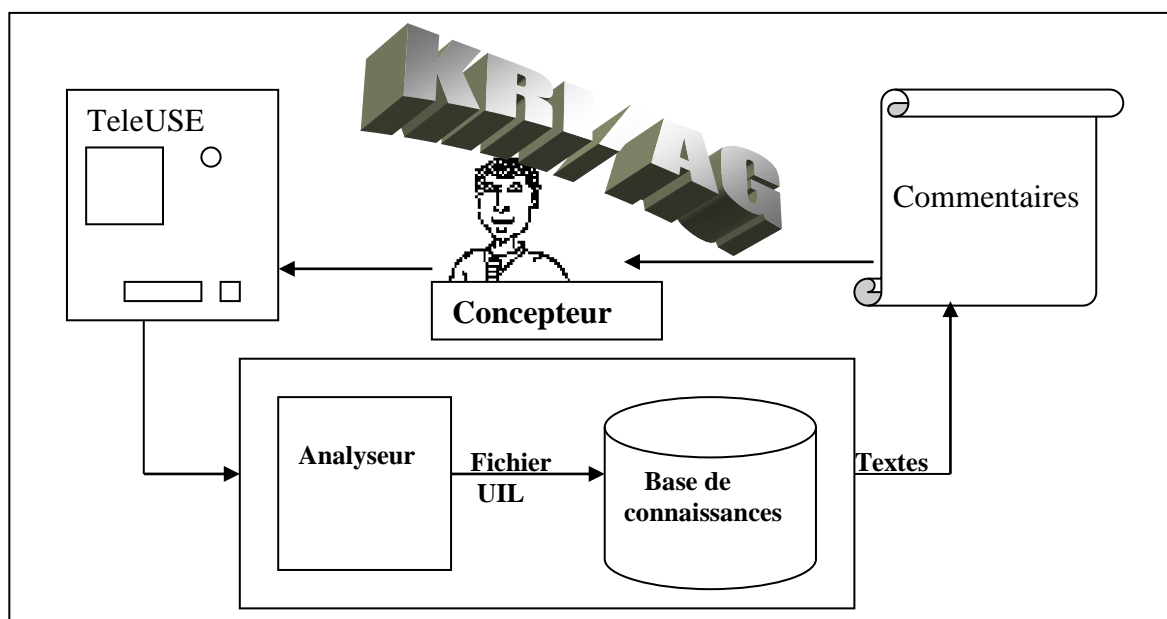 KRI/AG
TeleUSE
Commentaires
Concepteur
Analyseur
Fichier
UIL
Base de
connaissances
Textes